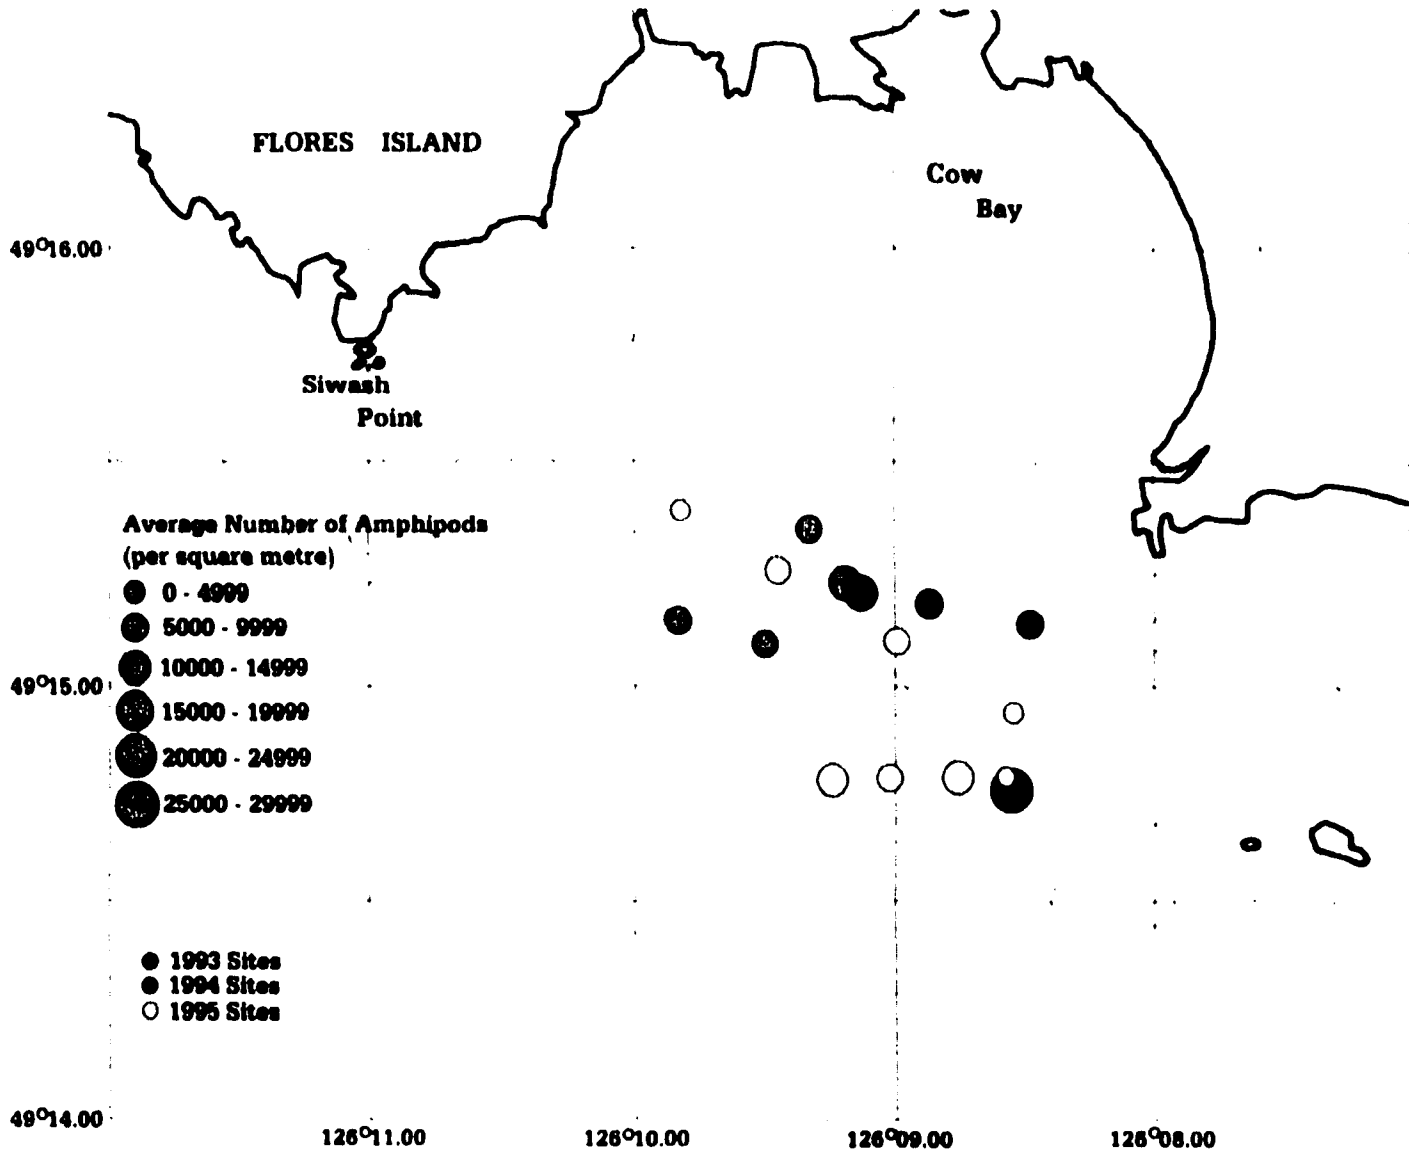 FLORES ISLAND
Cow
Bay
49°16.00
Siwash
Point
Average Number of Amphipods
(per square metre)
0 - 4999
5000 - 9999
10000 - 14999
49°15.00
15000 - 19999
20000 - 24999
25000 - 29999
1993 Sites
1994 Sites
1995 Sites
49°14.00
126°11.00
126°10.00
126°09.00
126°08.00